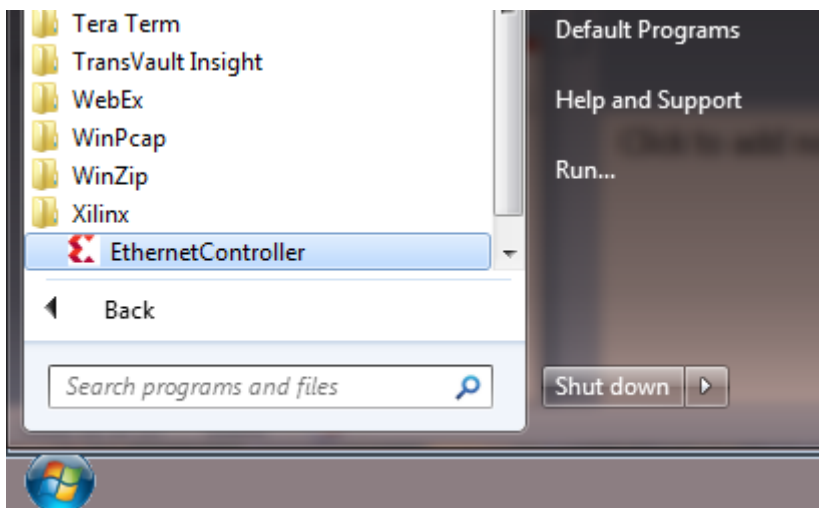 Tera Term
TransVault Insight
WebEx
WinPcap
WinZip
Xilinx
EthernetController
Back
Search programs and files
Default Programs
Help and Support
Run...
Shut down